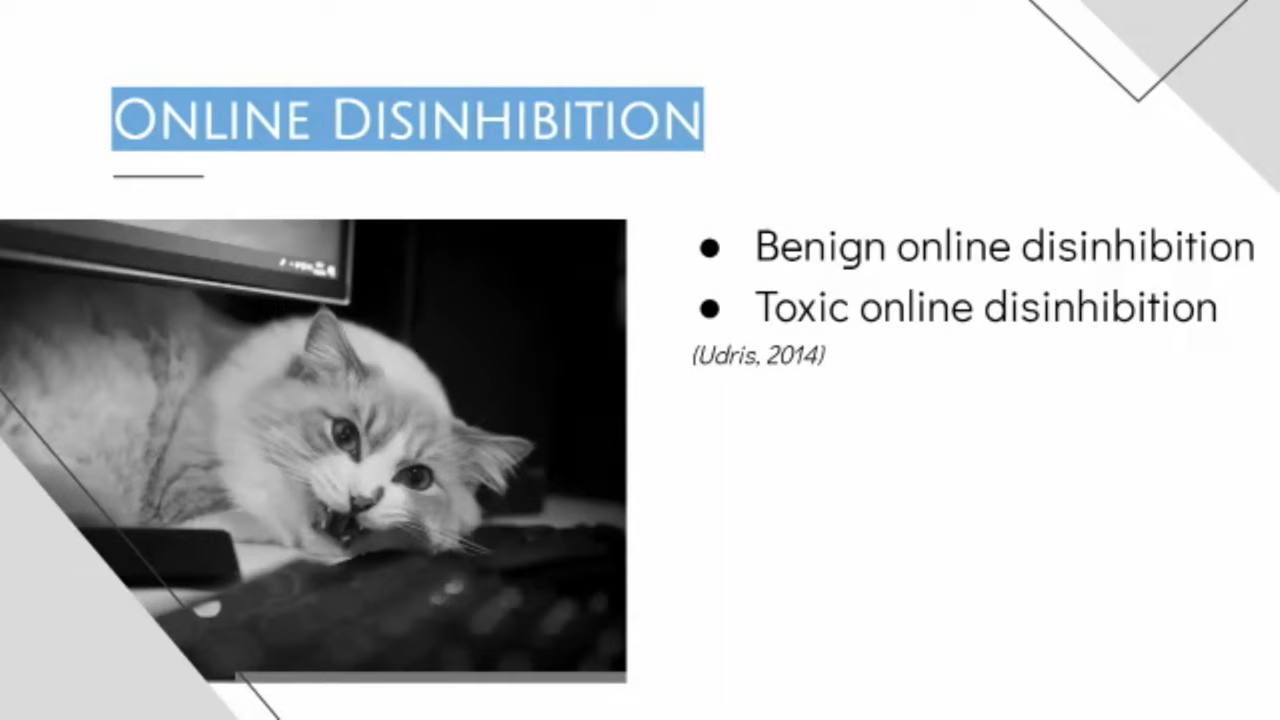 ONLINE DISINHIBITION
● Benign online disinhibition
● Toxic online disinhibition
(Udris, 2014)